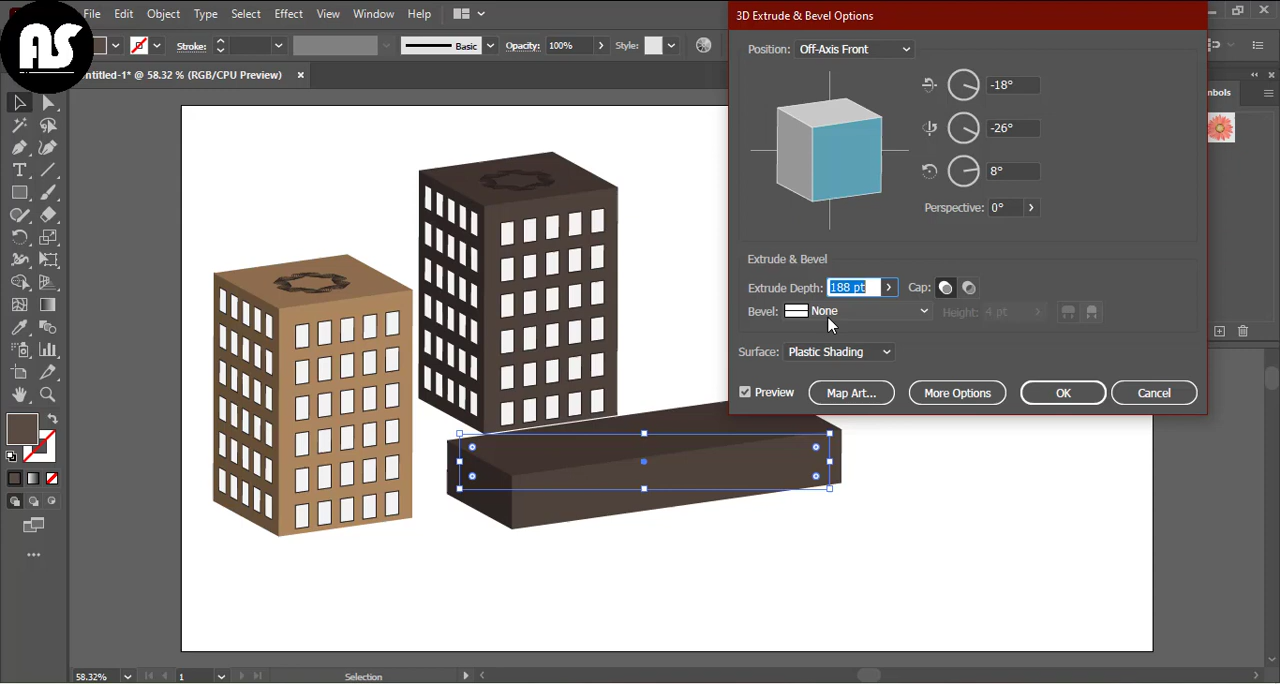 3D Extrude & Bevel Options
File Edit Object Type Select Effect View Window Help
AS
Stroke: Basic Opacity: 100% Style:
Position: Off-Axis Front
ntitled-1* @ 58.32 % (RGB/CPU Preview) ×
-18°
mbols
-26°
8°
Perspective: 0°
Extrude & Bevel
Extrude Depth: 188 pt Cap:
Bevel: None Height: 4 pt
Surface: Plastic Shading
Preview Map Art... More Options OK Cancel
58.32% 1 Selection